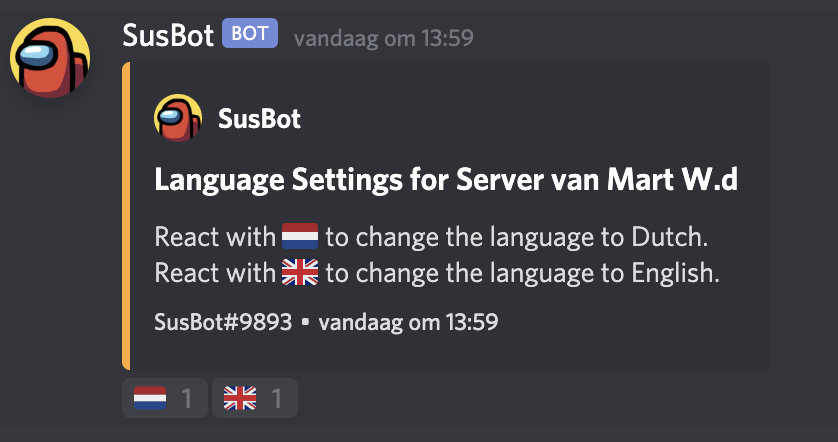 SusBot BOT vandaag om 13:59
SusBot
Language Settings for Server van Mart W.d
React with 🇳🇱 to change the language to Dutch.
React with 🇬🇧 to change the language to English.
SusBot#9893 • vandaag om 13:59
🇳🇱 1 🇬🇧 1